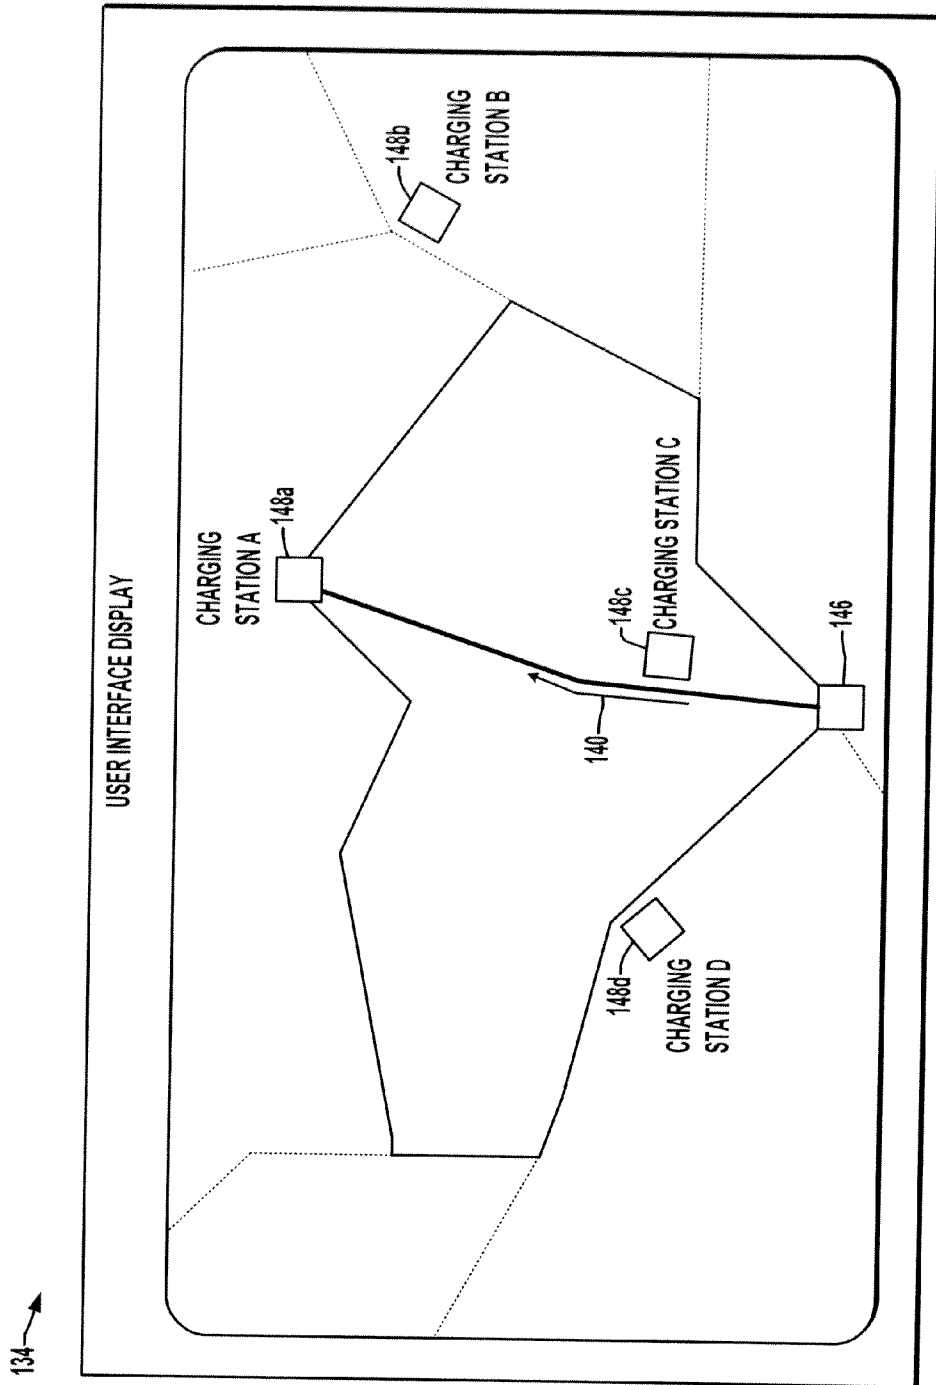 134
USER INTERFACE DISPLAY
CHARGING
STATION A
148a
148b
CHARGING
STATION B
140
148c
CHARGING STATION C
148d
CHARGING
STATION D
146